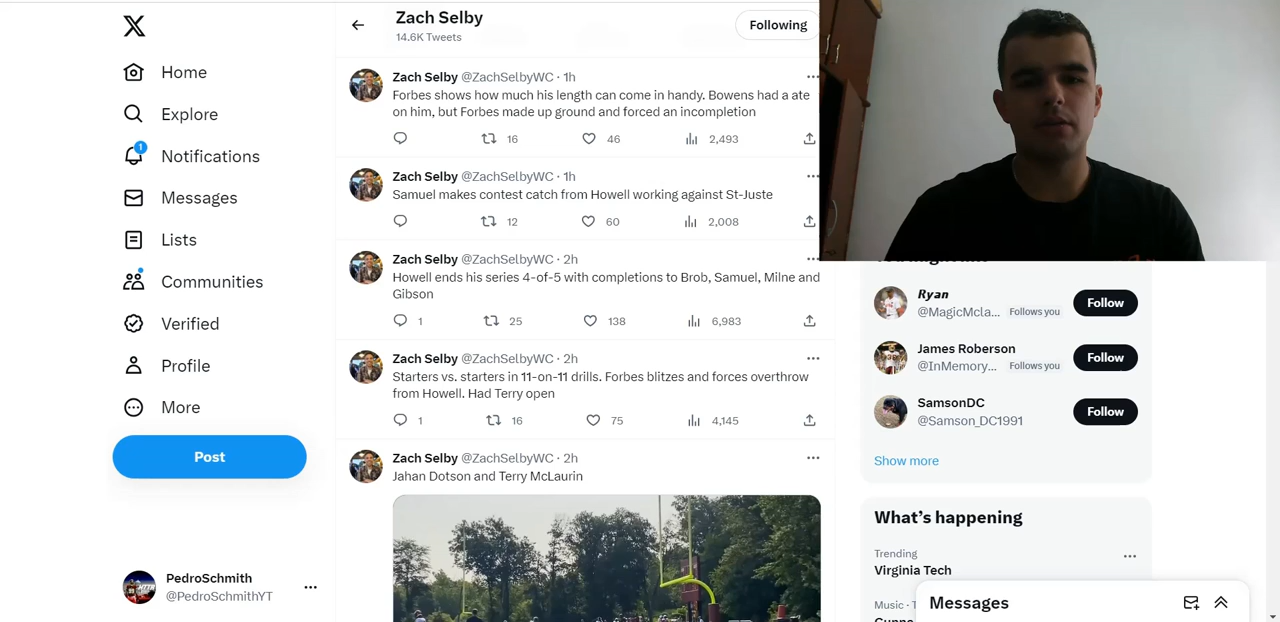 Home
Explore
1
Notifications
Messages
Lists
Communities
Verified
Profile
More
Post
PedroSchmith
@PedroSchmithYT
Zach Selby
14.6K Tweets
Following
Zach Selby @ZachSelbyWC · 1h
Forbes shows how much his length can come in handy. Bowens had a ate
on him, but Forbes made up ground and forced an incompletion
16 46 2,493
Zach Selby @ZachSelbyWC · 1h
Samuel makes contest catch from Howell working against St-Juste
12 60 2,008
Zach Selby @ZachSelbyWC · 2h
Howell ends his series 4-of-5 with completions to Brob, Samuel, Milne and
Gibson
1 25 138 6,983
Zach Selby @ZachSelbyWC · 2h
Starters vs. starters in 11-on-11 drills. Forbes blitzes and forces overthrow
from Howell. Had Terry open
1 16 75 4,145
Zach Selby @ZachSelbyWC · 2h
Jahan Dotson and Terry McLaurin
Ryan
@MagicMcla... Follows you
Follow
James Roberson
@InMemory... Follows you
Follow
SamsonDC
@Samson_DC1991
Follow
Show more
What's happening
Trending
Virginia Tech
Messages